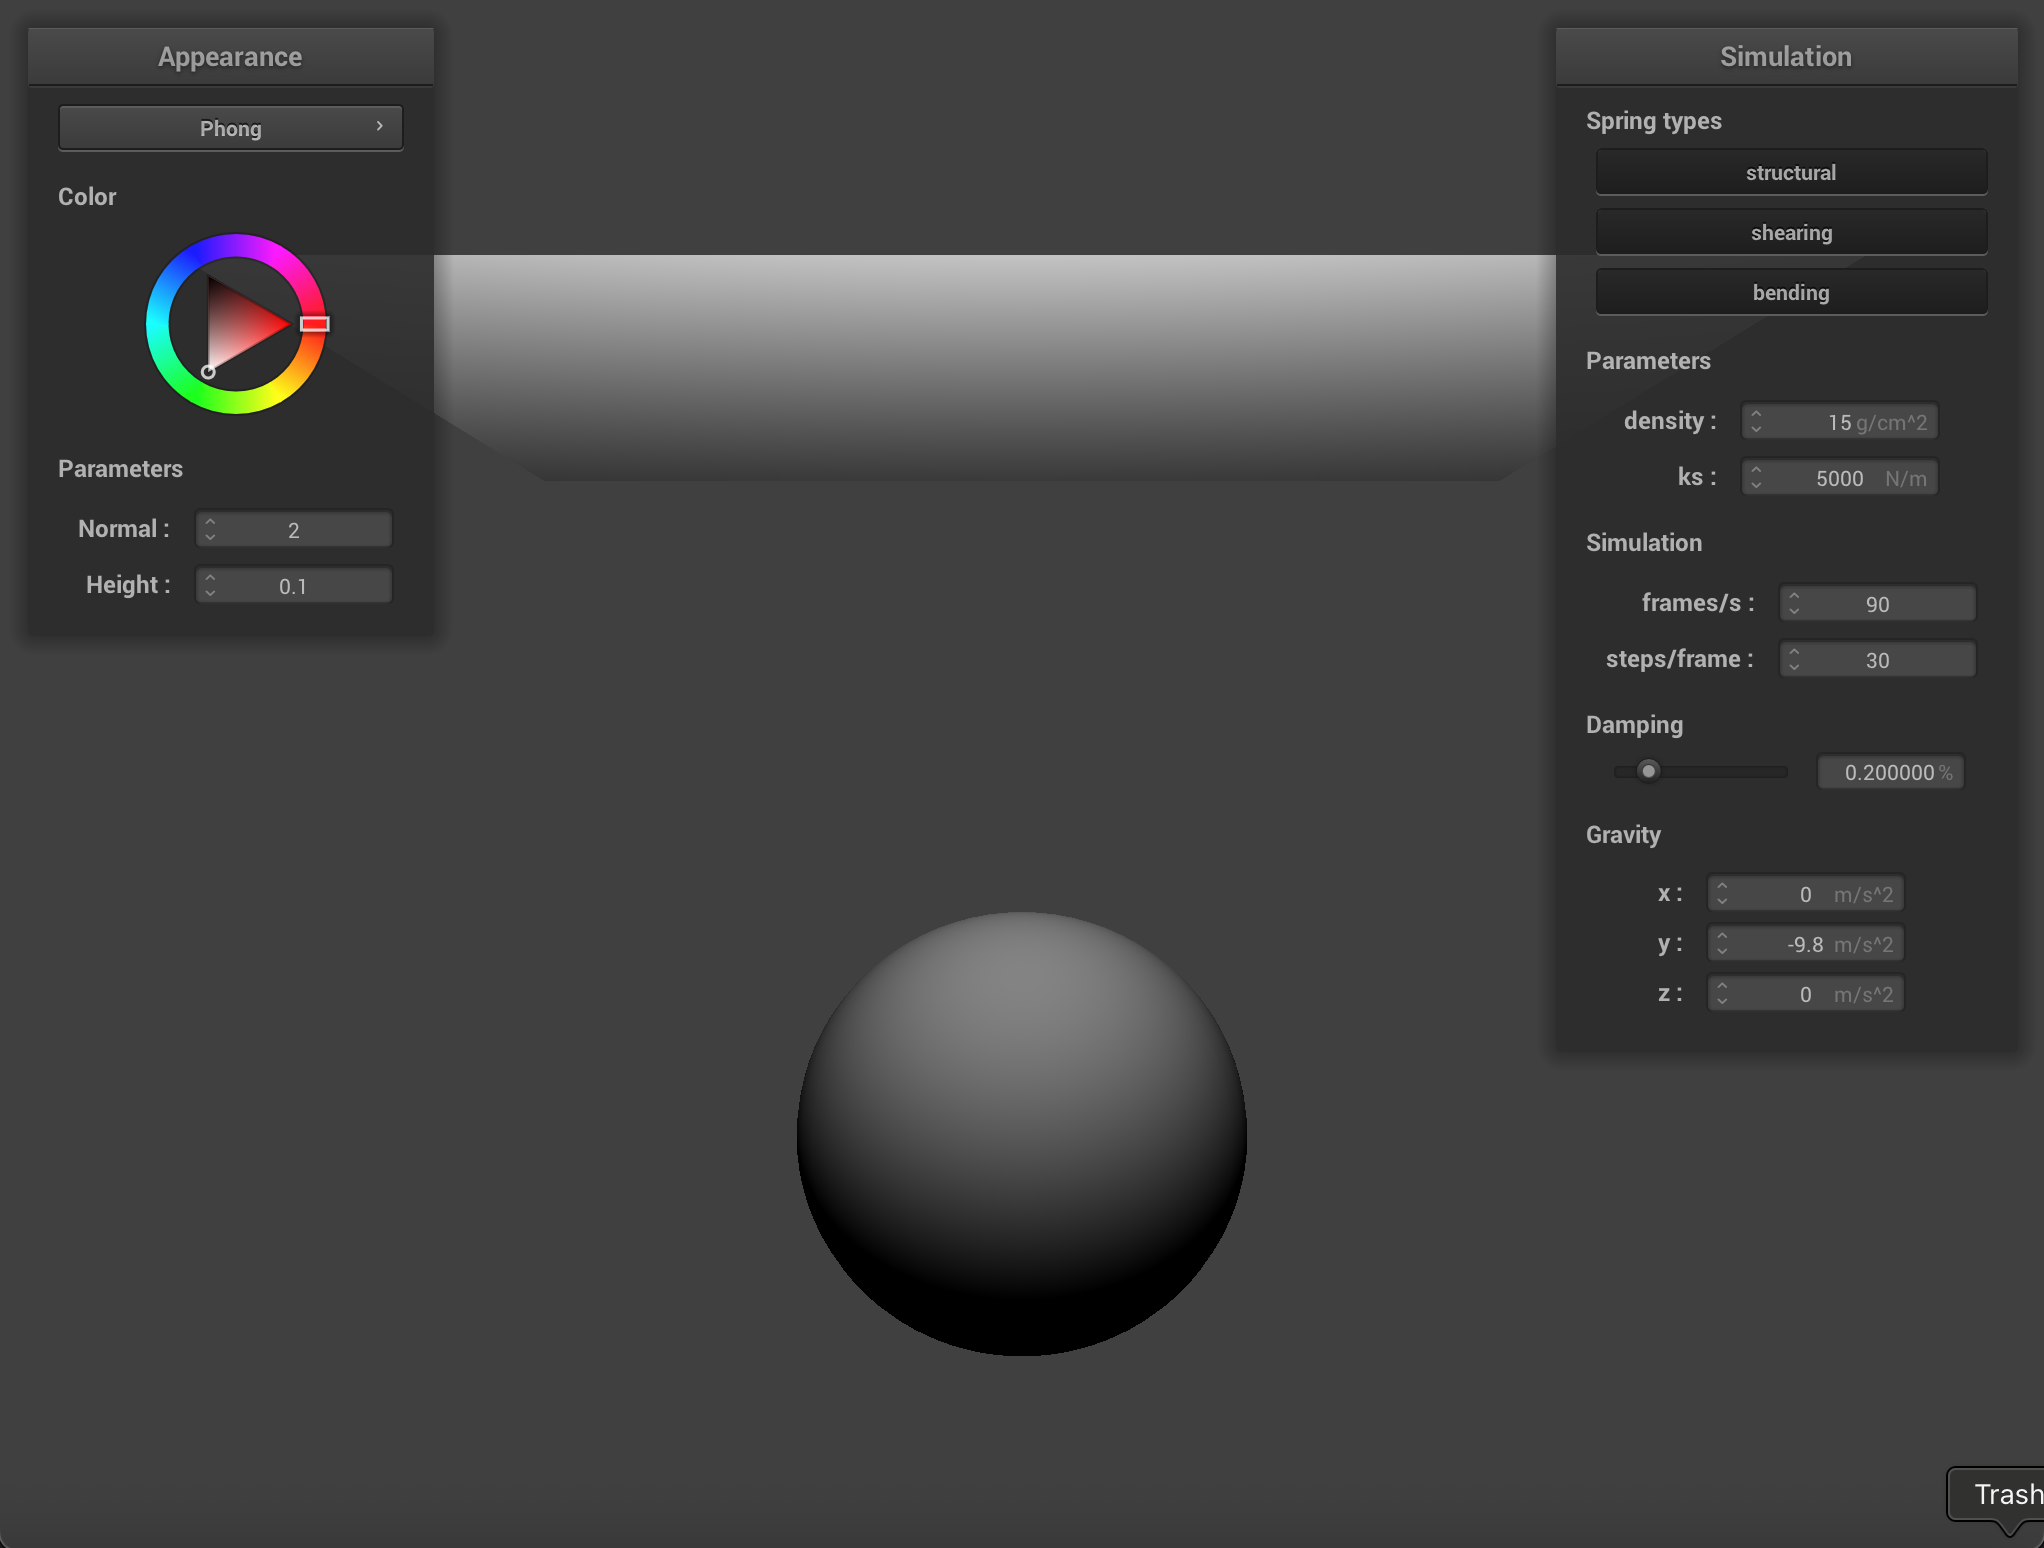 Appearance
Phong
Color
Parameters
Normal : 2
Height : 0.1
Simulation
Spring types
structural
shearing
bending
Parameters
density : 15 g/cm^2
ks : 5000 N/m
Simulation
frames/s : 90
steps/frame : 30
Damping
0.200000 %
Gravity
x : 0 m/s^2
y : -9.8 m/s^2
z : 0 m/s^2
Trash